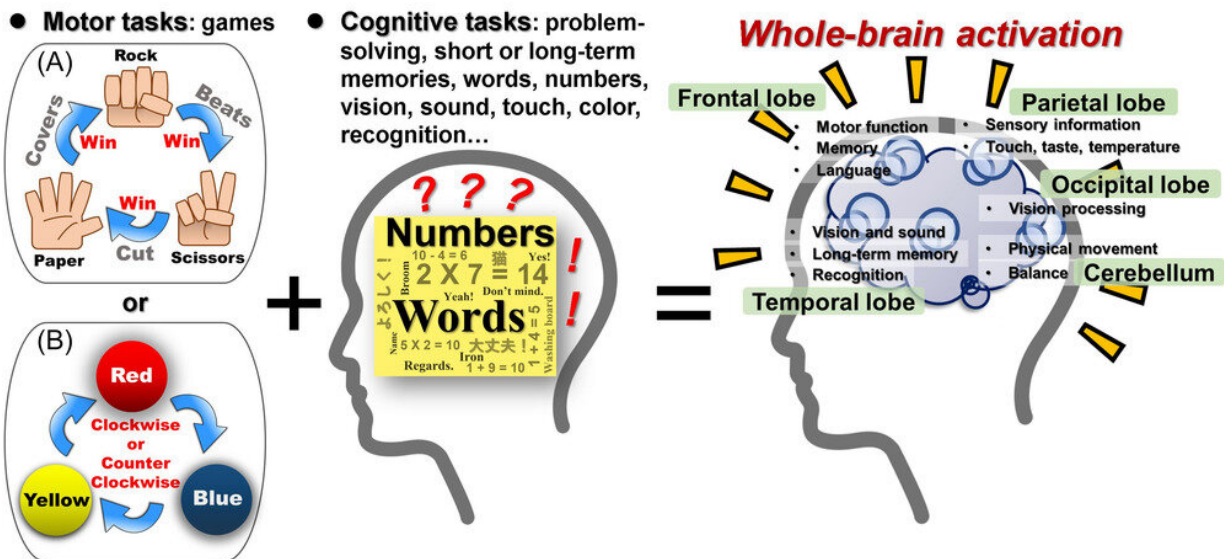 ● Motor tasks: games
(A)
Rock
Covers
Beats
Win
Win
Win
Paper
Cut
Scissors
or
(B)
Red
Clockwise
or
Counter
Clockwise
Yellow
Blue
+
● Cognitive tasks: problem-
solving, short or long-term
memories, words, numbers,
vision, sound, touch, color,
recognition…
? ? ?
Numbers
!
!
よろしく!
Broom
10 - 4 = 6
猫
Yes!
2 X 7 = 14
Yeah!
Don't mind.
Words
Name
5 X 2 = 10
大丈夫!
Iron
Regards.
1 + 9 = 10
1 + 4 = 5
Washing board
=
Whole-brain activation
Frontal lobe
• Motor function
• Memory
• Language
Parietal lobe
• Sensory information
• Touch, taste, temperature
Occipital lobe
• Vision processing
• Vision and sound
• Long-term memory
• Recognition
Temporal lobe
• Physical movement
• Balance
Cerebellum